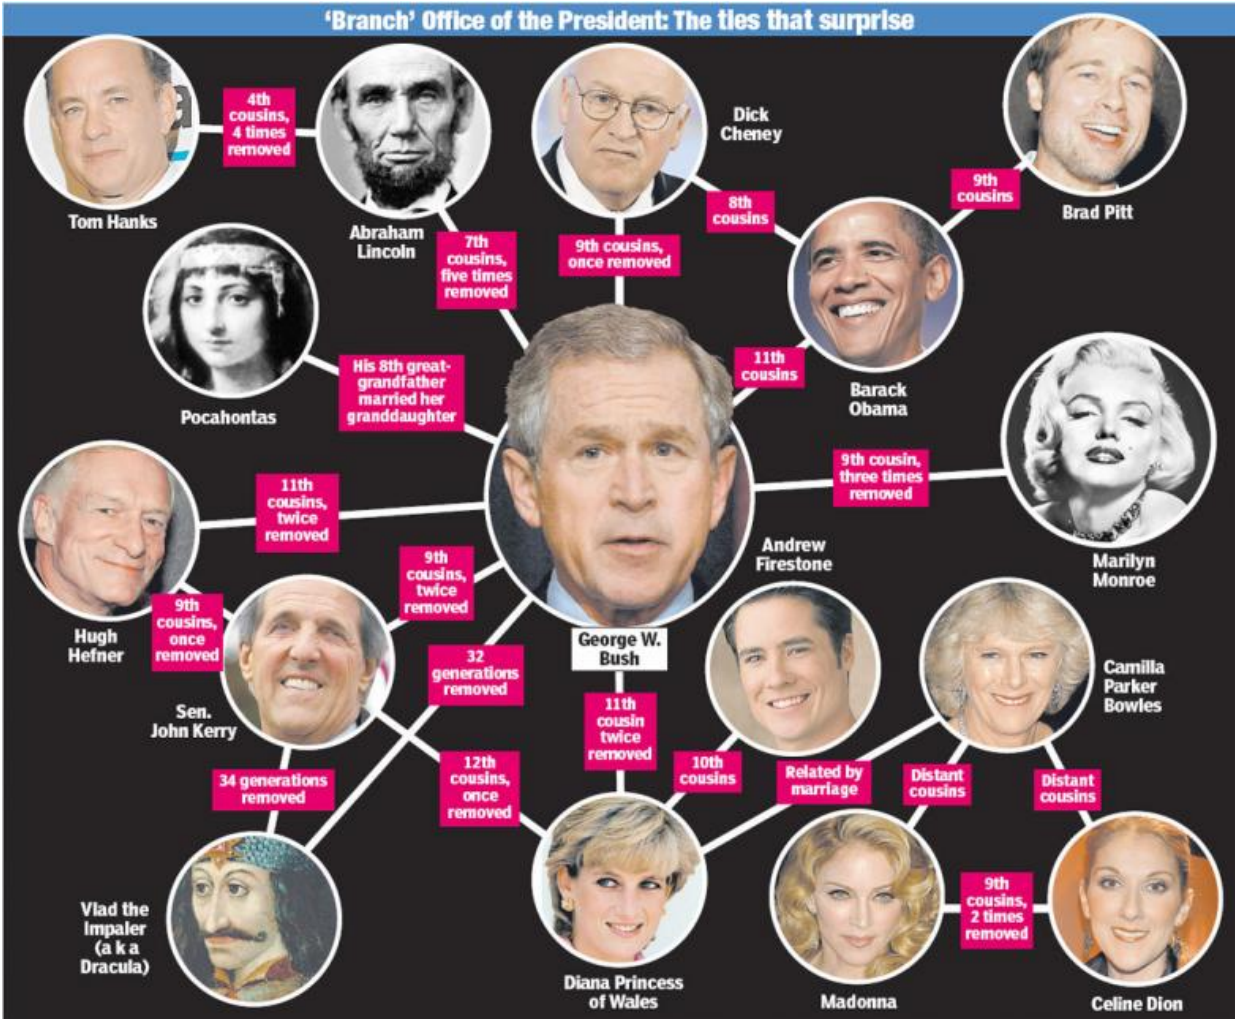 ‘Branch’ Office of the President: The ties that surprise
4th
cousins,
4 times
removed
Tom Hanks
Abraham
Lincoln
7th
cousins,
five times
removed
Dick
Cheney
9th cousins,
once removed
8th
cousins
9th
cousins
Brad Pitt
Barack
Obama
11th
cousins
Pocahontas
His 8th great-
grandfather
married her
granddaughter
9th cousin,
three times
removed
Marilyn
Monroe
11th
cousins,
twice
removed
Hugh
Hefner
9th
cousins,
once
removed
9th
cousins,
twice
removed
Sen.
John Kerry
32
generations
removed
George W.
Bush
Andrew
Firestone
Camilla
Parker
Bowles
34 generations
removed
12th
cousins,
once
removed
11th
cousin
twice
removed
10th
cousins
Related by
marriage
Distant
cousins
Distant
cousins
Vlad the
Impaler
(a k a
Dracula)
Diana Princess
of Wales
Madonna
9th
cousins,
2 times
removed
Celine Dion